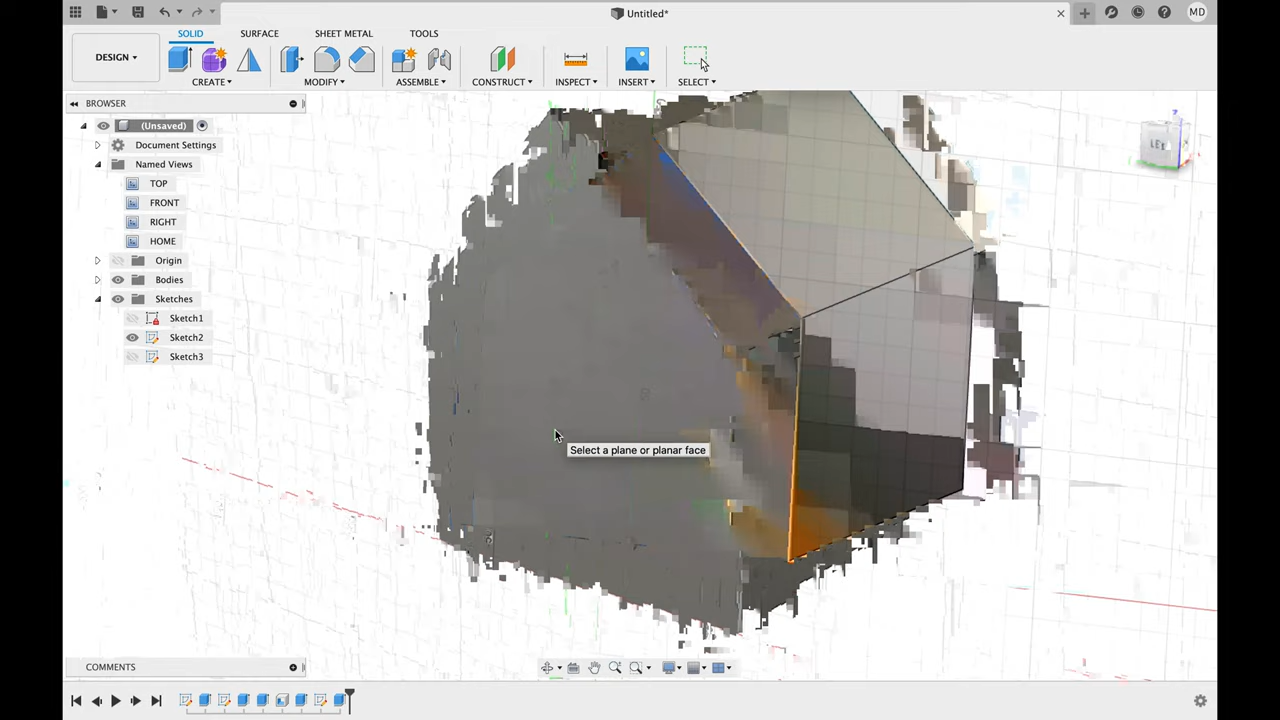 Untitled*
MD
DESIGN
SOLID
SURFACE
SHEET METAL
TOOLS
CREATE
MODIFY
ASSEMBLE
CONSTRUCT
INSPECT
INSERT
SELECT
BROWSER
(Unsaved)
Document Settings
Named Views
TOP
FRONT
RIGHT
HOME
Origin
Bodies
Sketches
Sketch1
Sketch2
Sketch3
Select a plane or planar face
COMMENTS